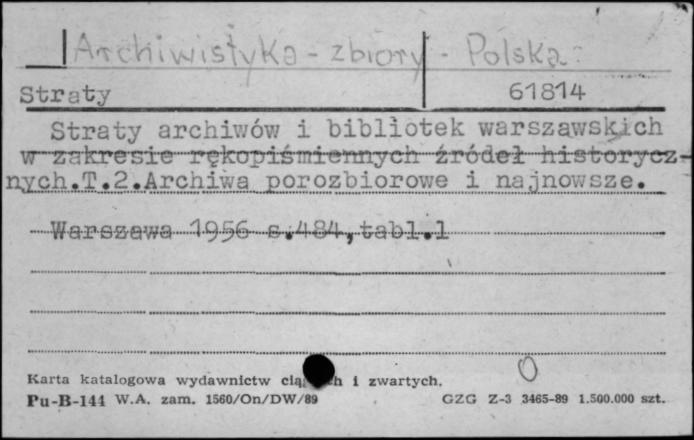 Archiwistyka - zbiory - Polska
Straty 61814
Straty archiwów i bibliotek warszawskich
w zakresie rękopiśmiennych źródeł historycz-
nych.T.2.Archiwa porozbiorowe i najnowsze.
Warszawa 1956 s.484,tabl.1
Karta katalogowa wydawnictw i zwartych.
Pu-B-144 W.A. zam. 1560/On/DW/89 GZG Z-3 3465-89 1.500.000 szt.